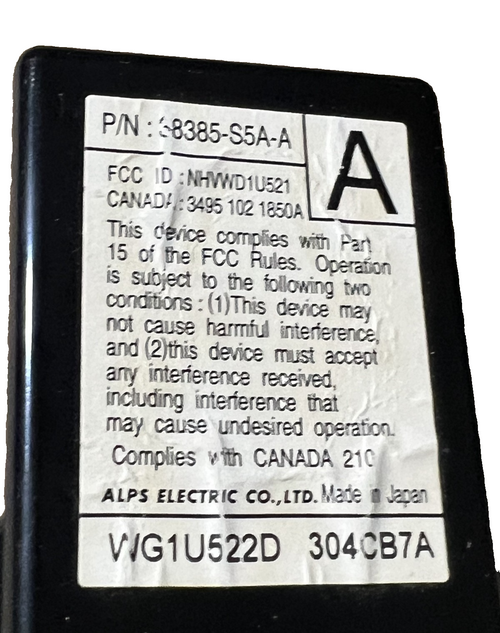 P/N : 38385-S5A-A
A
FCC ID : NHVWD1U521
CANADA : 3495 102 1850A
This device complies with Part
15 of the FCC Rules. Operation
is subject to the following two
conditions : (1)This device may
not cause harmful interference,
and (2)this device must accept
any interference received,
including interference that
may cause undesired operation.
Complies with CANADA 210
ALPS ELECTRIC CO.,LTD. Made in Japan
WG1U522D 304CB7A